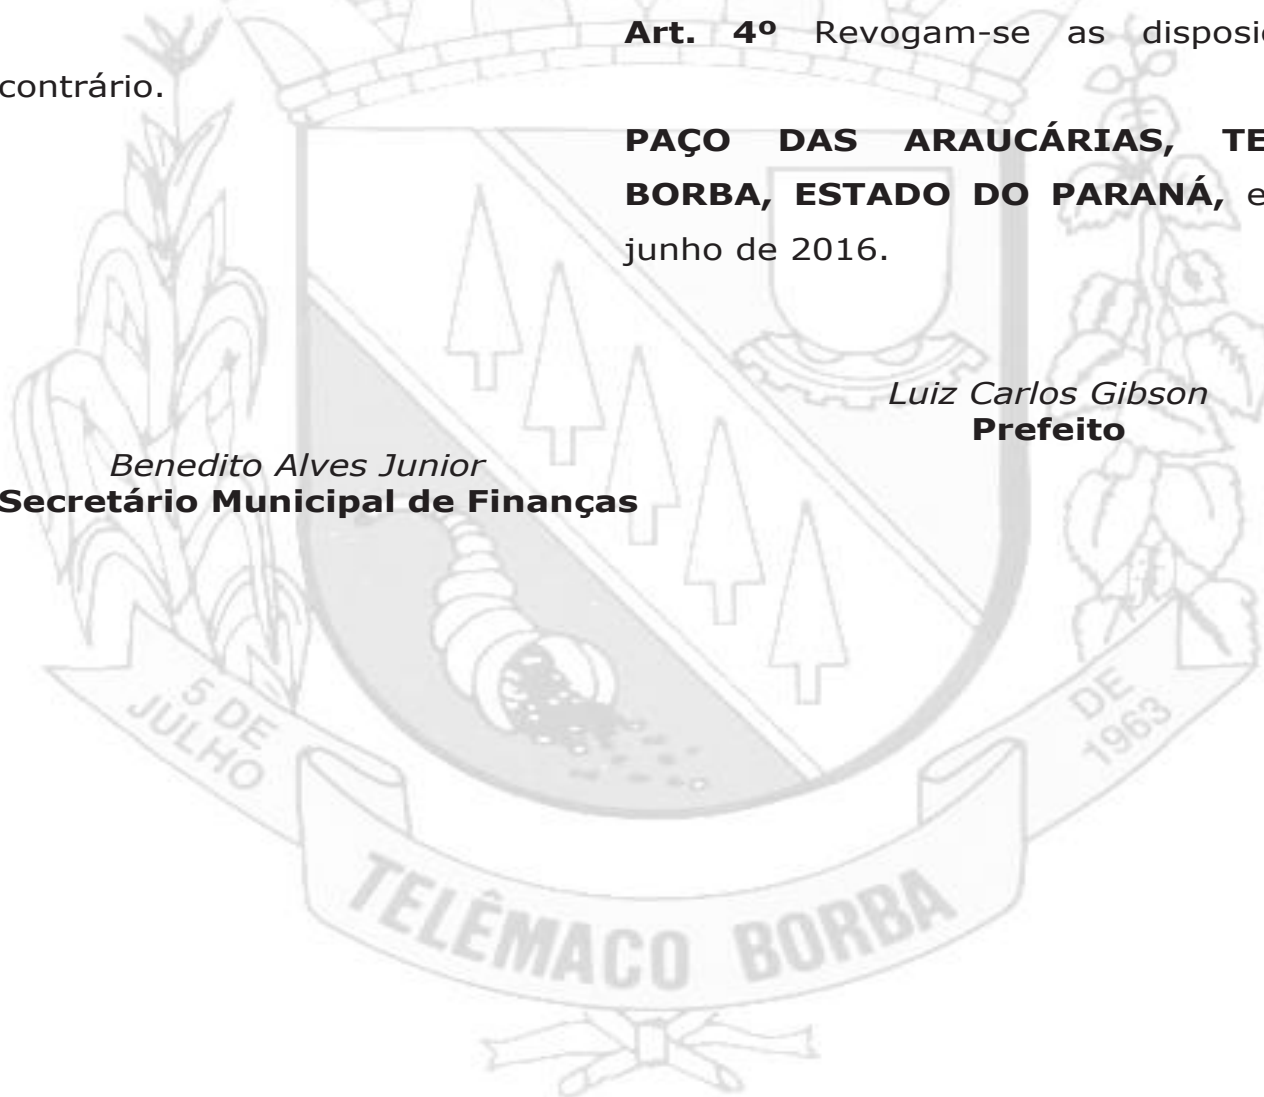 Art. 4º Revogam-se as disposi
contrário.
PAÇO DAS ARAUCÁRIAS, TE
BORBA, ESTADO DO PARANÁ, e
junho de 2016.
Luiz Carlos Gibson
Prefeito
Benedito Alves Junior
Secretário Municipal de Finanças
5 DE
JULHO
DE
1963
TELÊMACO BORBA